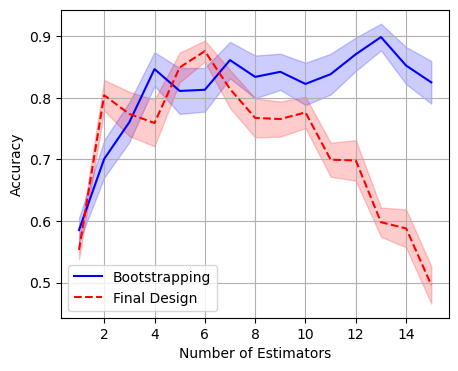 0.9
0.8
0.7
0.6
0.5
Accuracy
Bootstrapping
Final Design
2 4 6 8 10 12 14
Number of Estimators